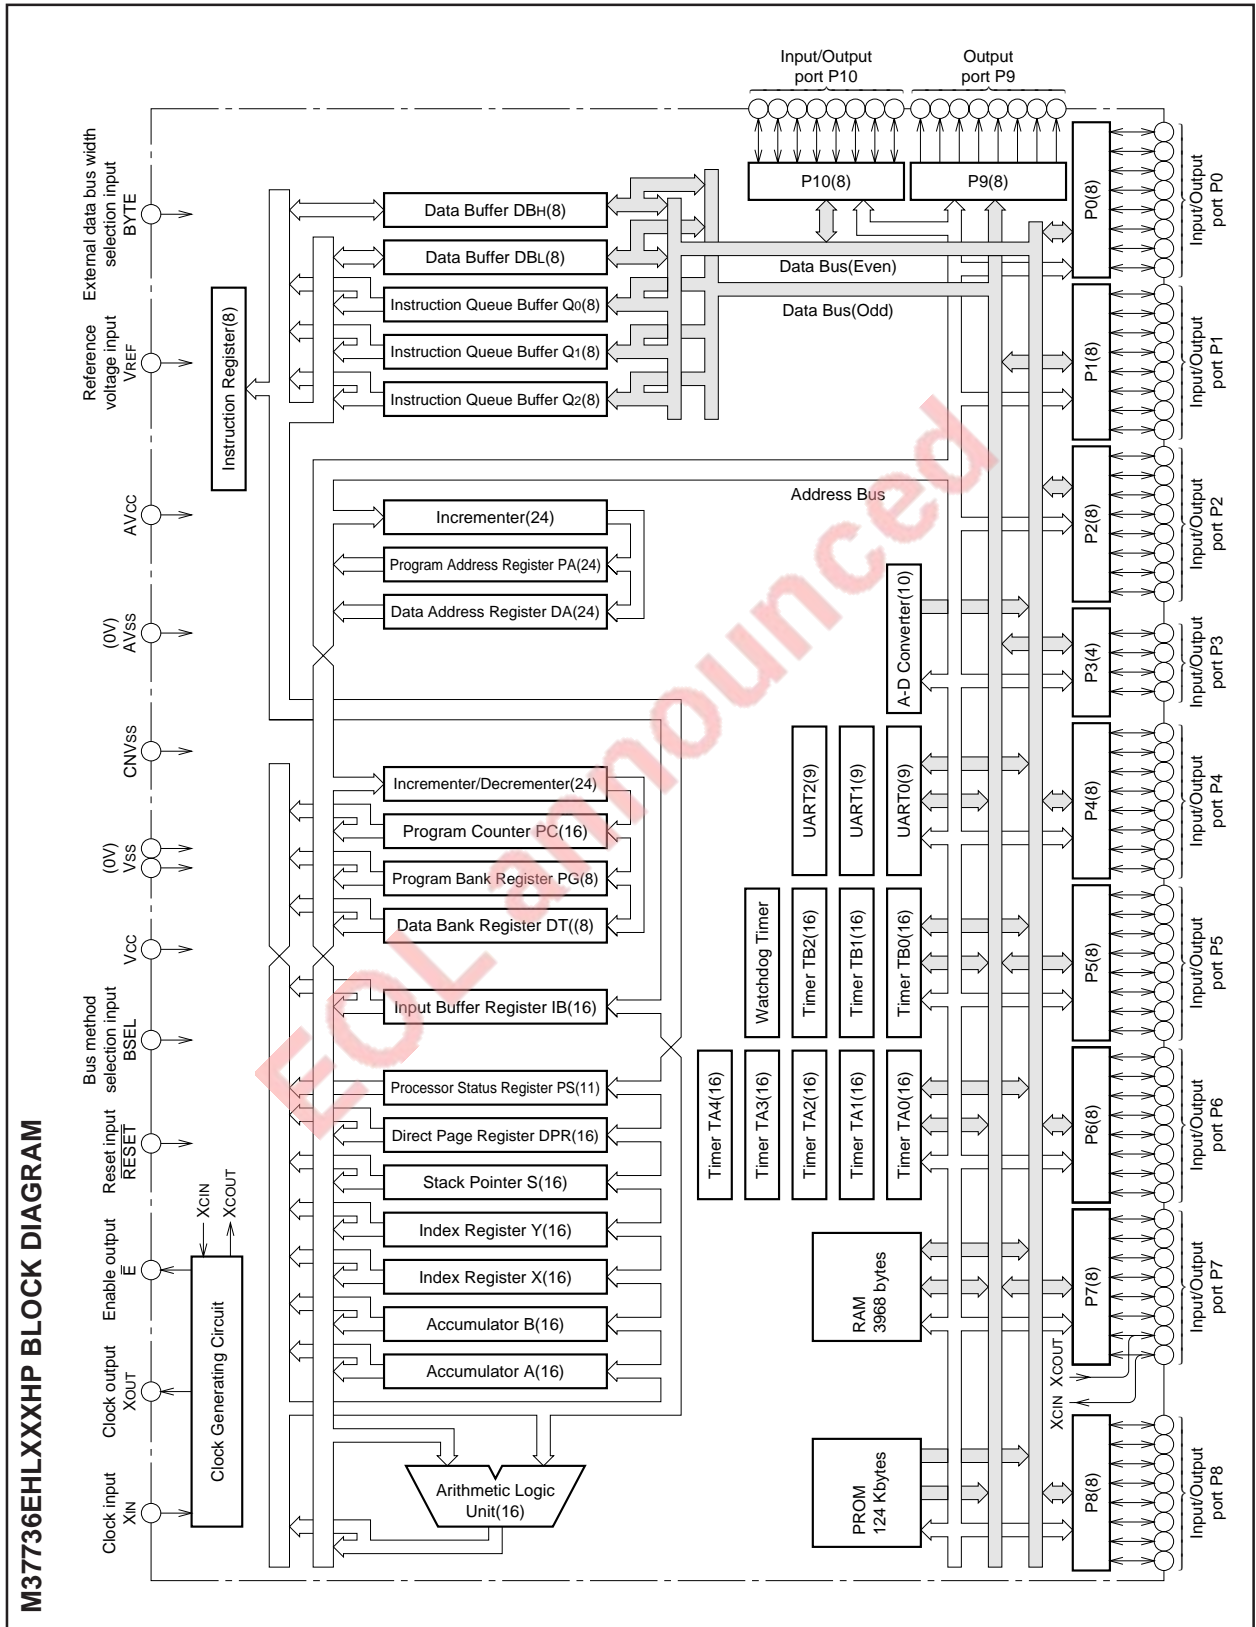 M37736EHLXXXHP BLOCK DIAGRAM
Input/Output
port P10
Output
port P9
P10(8)
P9(8)
External data bus width
selection input
BYTE
Reference
voltage input
VREF
AVCC
(0V)
AVSS
CNVSS
(0V)
VSS
VCC
Bus method
selection input
BSEL
Reset input
RESET
Enable output
E
Clock output
XOUT
Clock input
XIN
XCIN
XCOUT
Clock Generating Circuit
Instruction Register(8)
Data Buffer DBH(8)
Data Buffer DBL(8)
Instruction Queue Buffer Q0(8)
Instruction Queue Buffer Q1(8)
Instruction Queue Buffer Q2(8)
Data Bus(Even)
Data Bus(Odd)
Address Bus
Incrementer(24)
Program Address Register PA(24)
Data Address Register DA(24)
Incrementer/Decrementer(24)
Program Counter PC(16)
Program Bank Register PG(8)
Data Bank Register DT((8)
Input Buffer Register IB(16)
Processor Status Register PS(11)
Direct Page Register DPR(16)
Stack Pointer S(16)
Index Register Y(16)
Index Register X(16)
Accumulator B(16)
Accumulator A(16)
Arithmetic Logic
Unit(16)
A-D Converter(10)
UART2(9)
UART1(9)
UART0(9)
Watchdog Timer
Timer TB2(16)
Timer TB1(16)
Timer TB0(16)
Timer TA4(16)
Timer TA3(16)
Timer TA2(16)
Timer TA1(16)
Timer TA0(16)
RAM
3968 bytes
PROM
124 Kbytes
P0(8)
Input/Output
port P0
P1(8)
Input/Output
port P1
P2(8)
Input/Output
port P2
P3(4)
Input/Output
port P3
P4(8)
Input/Output
port P4
P5(8)
Input/Output
port P5
P6(8)
Input/Output
port P6
P7(8)
Input/Output
port P7
XCOUT
XCIN
P8(8)
Input/Output
port P8
EOL announced